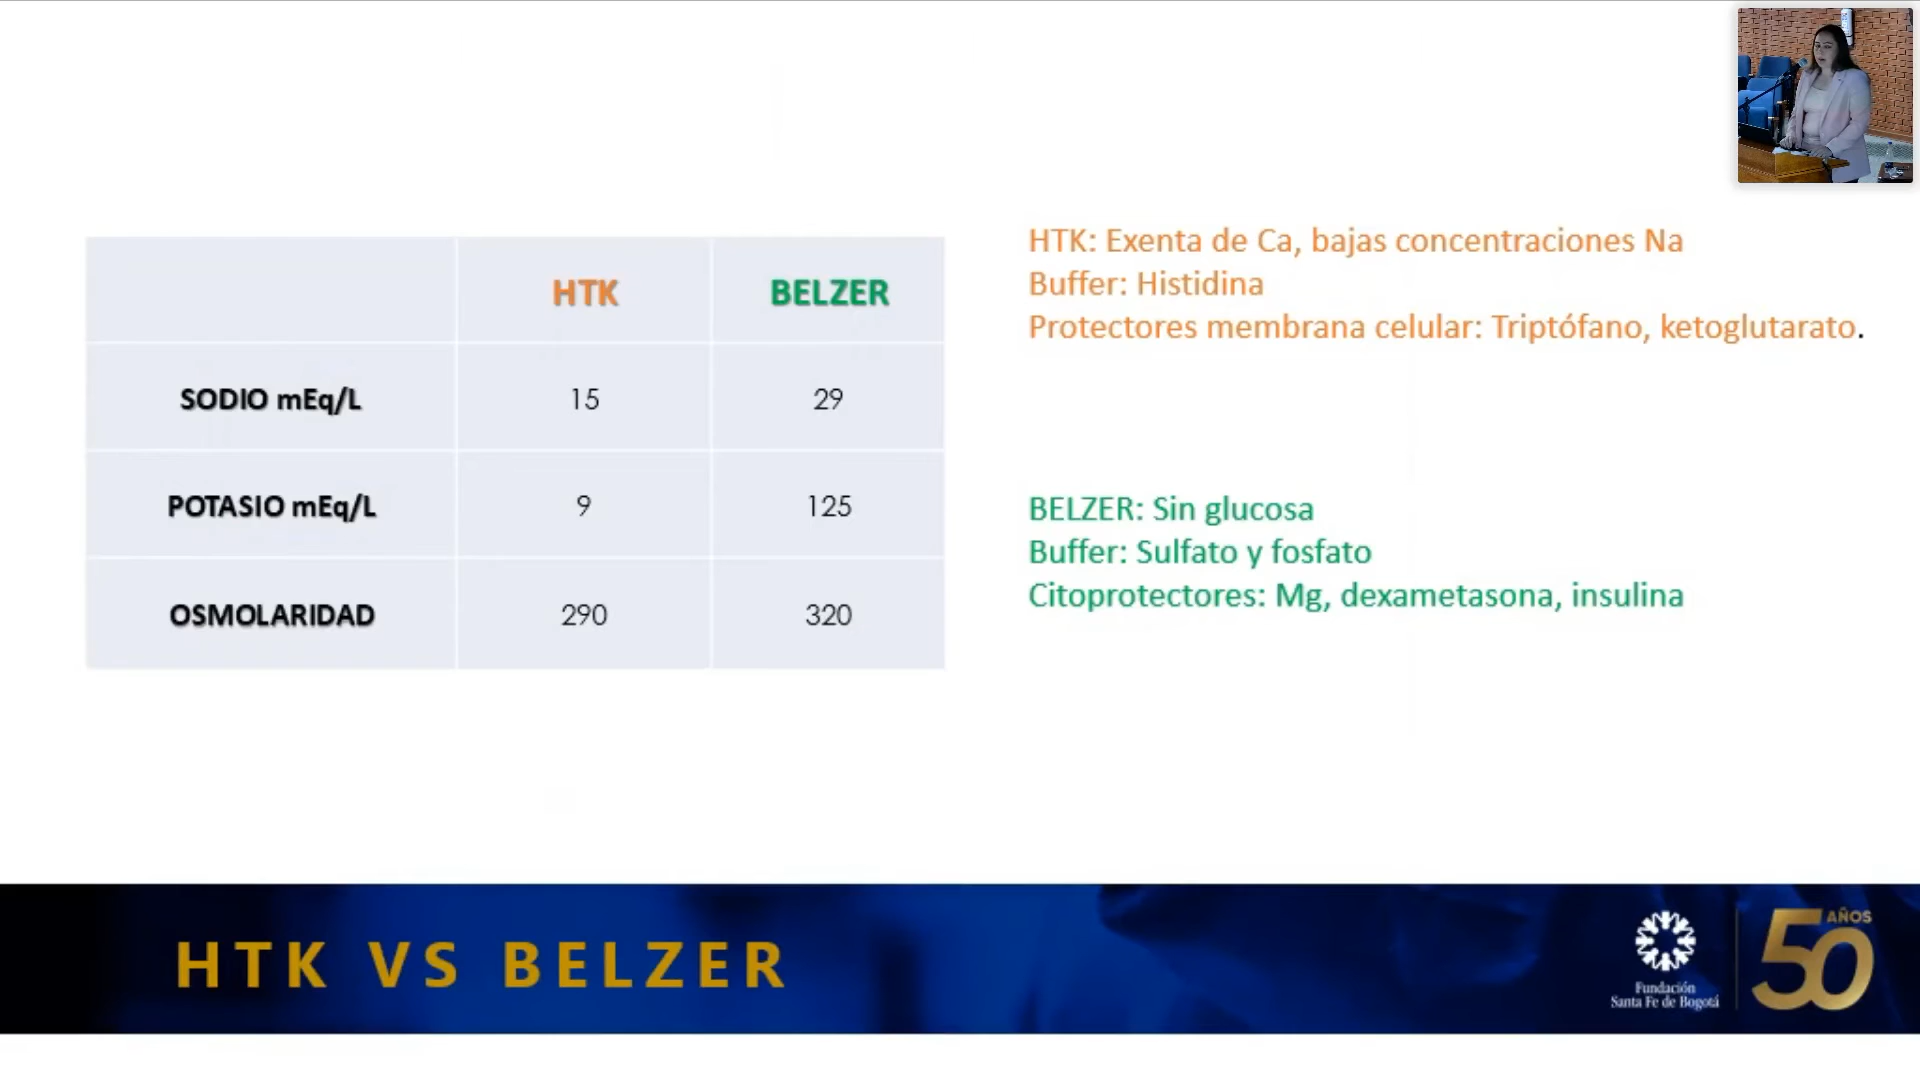 HTK BELZER
SODIO mEq/L 15 29
POTASIO mEq/L 9 125
OSMOLARIDAD 290 320
HTK: Exenta de Ca, bajas concentraciones Na
Buffer: Histidina
Protectores membrana celular: Triptófano, ketoglutarato.
BELZER: Sin glucosa
Buffer: Sulfato y fosfato
Citoprotectores: Mg, dexametasona, insulina
HTK VS BELZER
Fundación
Santa Fe de Bogotá
50 AÑOS